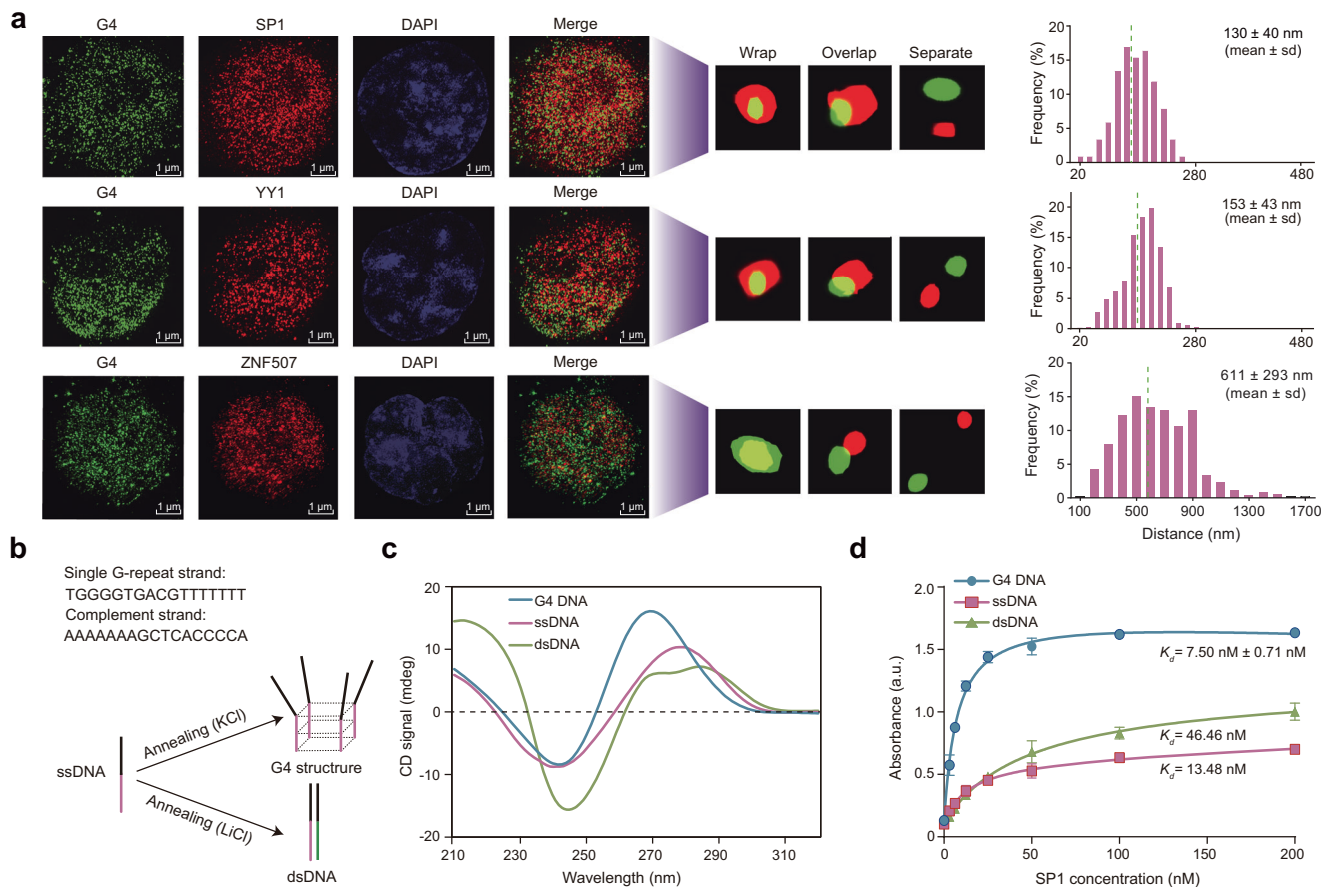 a
G4
SP1
DAPI
Merge
1 µm
1 µm
1 µm
1 µm
Wrap
Overlap
Separate
Frequency (%)
20
15
10
5
0
20
280
480
130 ± 40 nm
(mean ± sd)
G4
YY1
DAPI
Merge
1 µm
1 µm
1 µm
1 µm
Frequency (%)
20
15
10
5
0
20
280
480
153 ± 43 nm
(mean ± sd)
G4
ZNF507
DAPI
Merge
1 µm
1 µm
1 µm
1 µm
Frequency (%)
20
15
10
5
0
100
500
900
1300
1700
Distance (nm)
611 ± 293 nm
(mean ± sd)
b
Single G-repeat strand:
TGGGGTGACGTTTTTTT
Complement strand:
AAAAAAAGCTCACCCCA
ssDNA
Annealing (KCl)
G4 structrure
Annealing (LiCl)
dsDNA
c
G4 DNA
ssDNA
dsDNA
CD signal (mdeg)
20
10
0
-10
-20
210
230
250
270
290
310
Wavelength (nm)
d
G4 DNA
ssDNA
dsDNA
Absorbance (a.u.)
2.0
1.5
1.0
0.5
0
0
50
100
150
200
SP1 concentration (nM)
Kd= 7.50 nM ± 0.71 nM
Kd= 46.46 nM
Kd= 13.48 nM